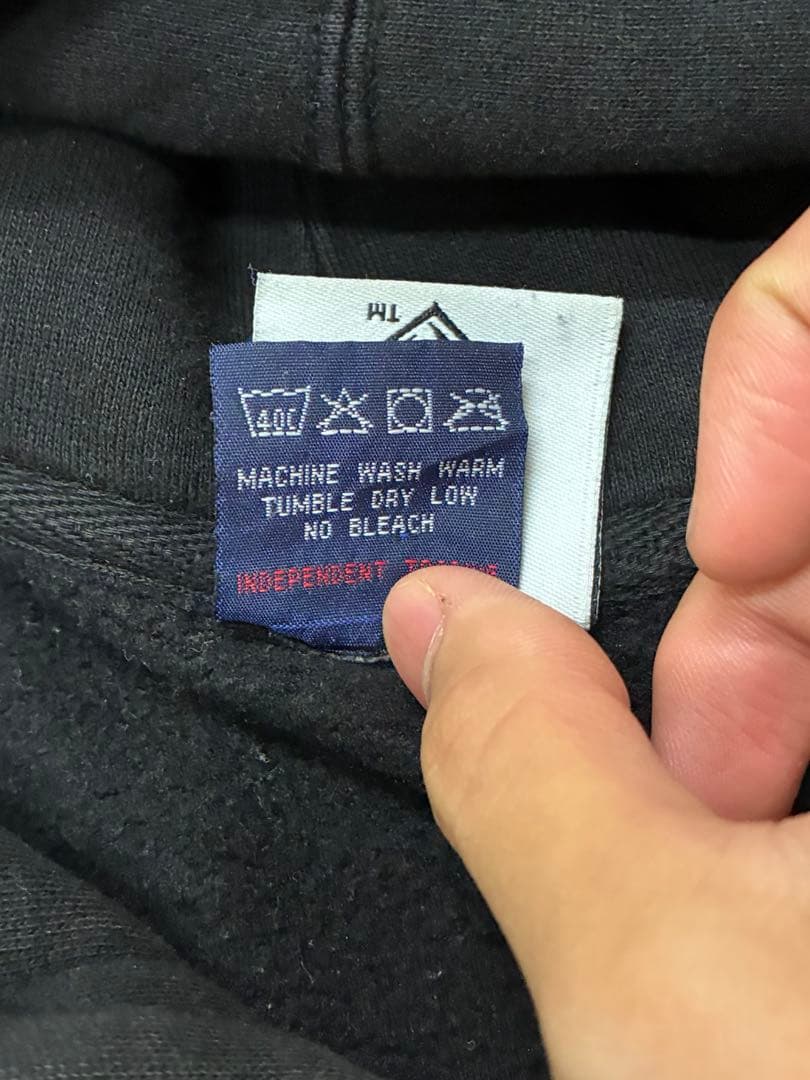 TM
40C
MACHINE WASH WARM
TUMBLE DRY LOW
NO BLEACH
INDEPENDENT